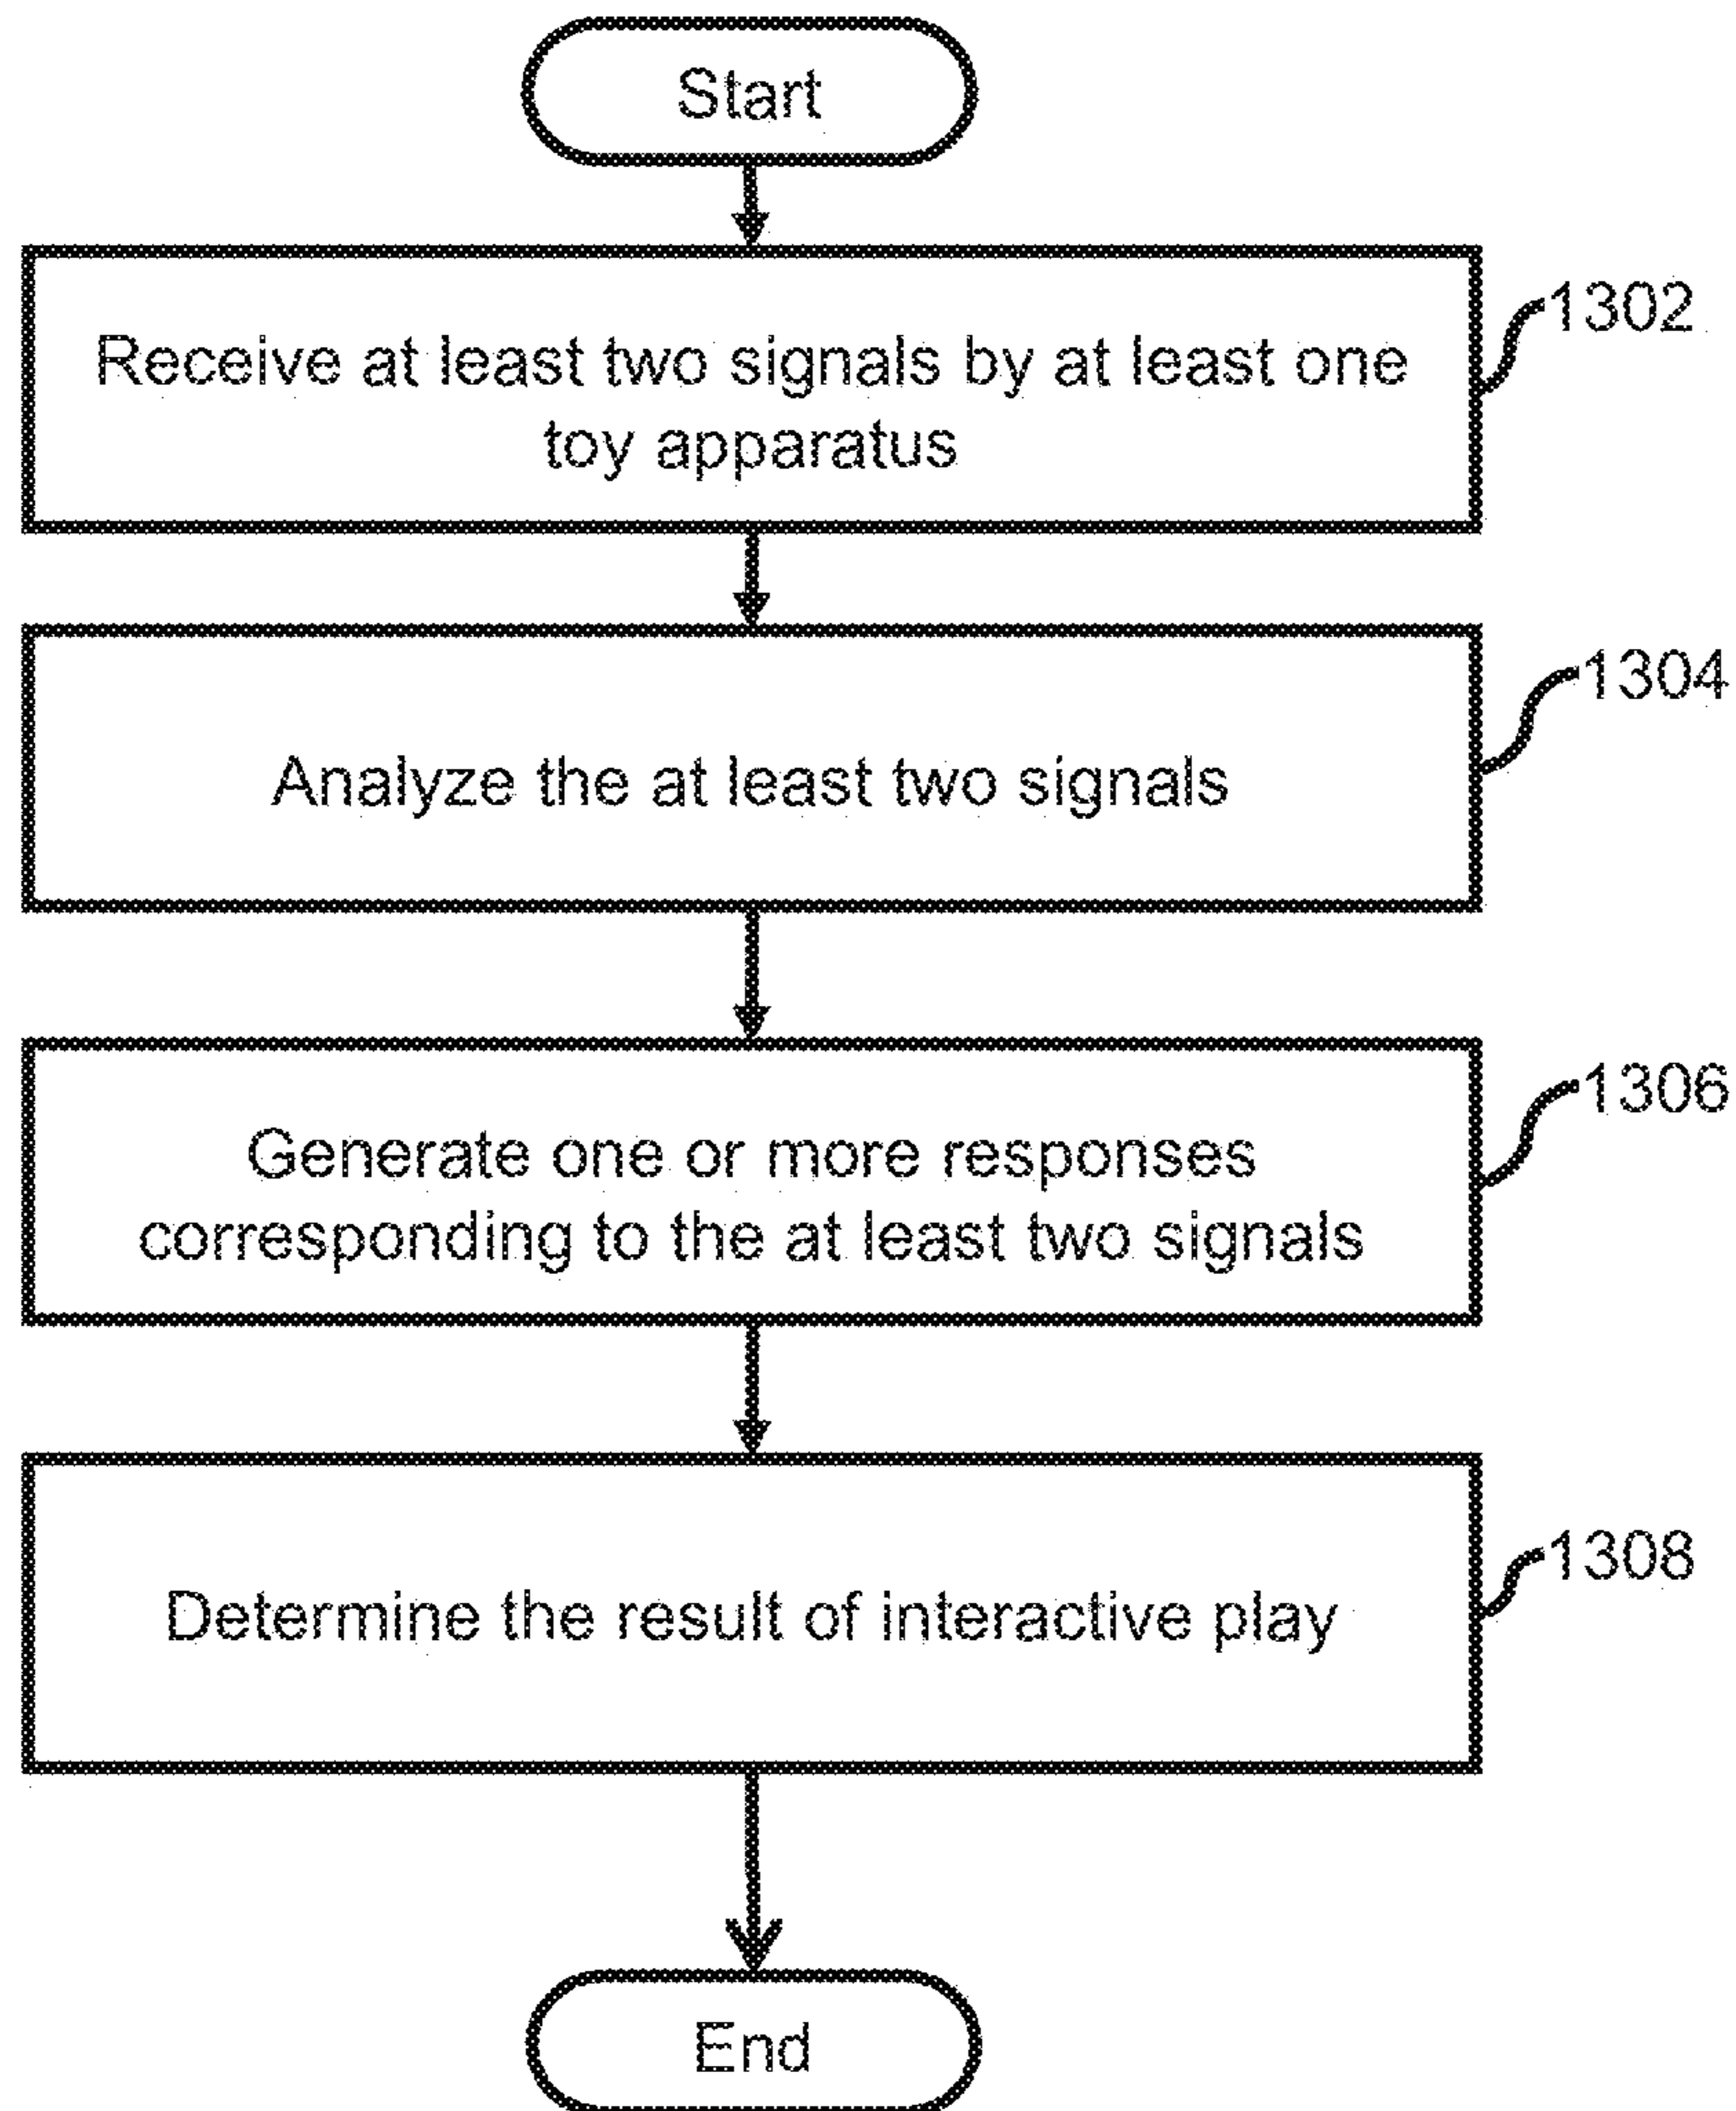 Start
1302
Receive at least two signals by at least one
toy apparatus
1304
Analyze the at least two signals
1306
Generate one or more responses
corresponding to the at least two signals
1308
Determine the result of interactive play
End